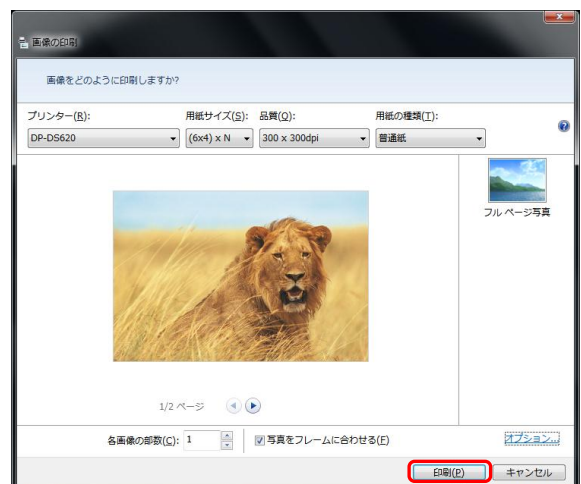 画像の印刷
画像をどのように印刷しますか?
プリンター(R): 用紙サイズ(S): 品質(Q): 用紙の種類(T):
DP-DS620 (6x4) x N 300 x 300dpi 普通紙
フル ページ写真
1/2 ページ
各画像の部数(C): 1 写真をフレームに合わせる(F) オプション...
印刷(P) キャンセル